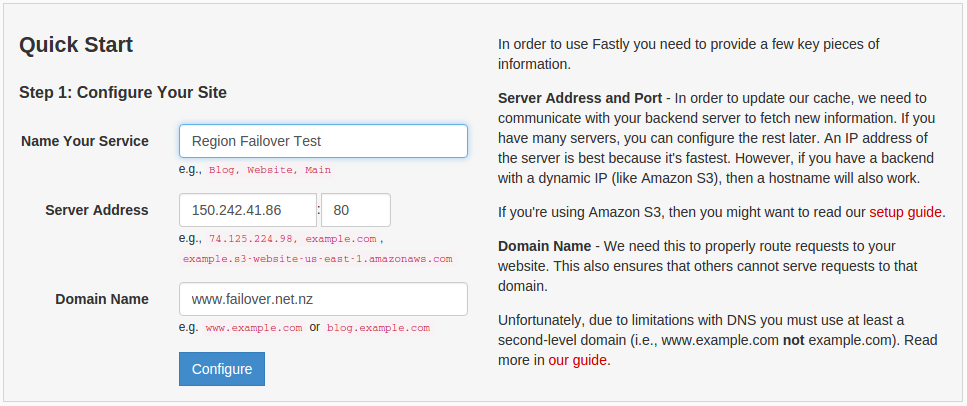 Quick Start
Step 1: Configure Your Site
Name Your Service
Region Failover Test
e.g., Blog, Website, Main
Server Address
150.242.41.86 : 80
e.g., 74.125.224.98, example.com ,
example.s3-website-us-east-1.amazonaws.com
Domain Name
www.failover.net.nz
e.g. www.example.com or blog.example.com
Configure
In order to use Fastly you need to provide a few key pieces of
information.
Server Address and Port - In order to update our cache, we need to
communicate with your backend server to fetch new information. If you
have many servers, you can configure the rest later. An IP address of
the server is best because it's fastest. However, if you have a backend
with a dynamic IP (like Amazon S3), then a hostname will also work.
If you're using Amazon S3, then you might want to read our setup guide.
Domain Name - We need this to properly route requests to your
website. This also ensures that others cannot serve requests to that
domain.
Unfortunately, due to limitations with DNS you must use at least a
second-level domain (i.e., www.example.com not example.com). Read
more in our guide.